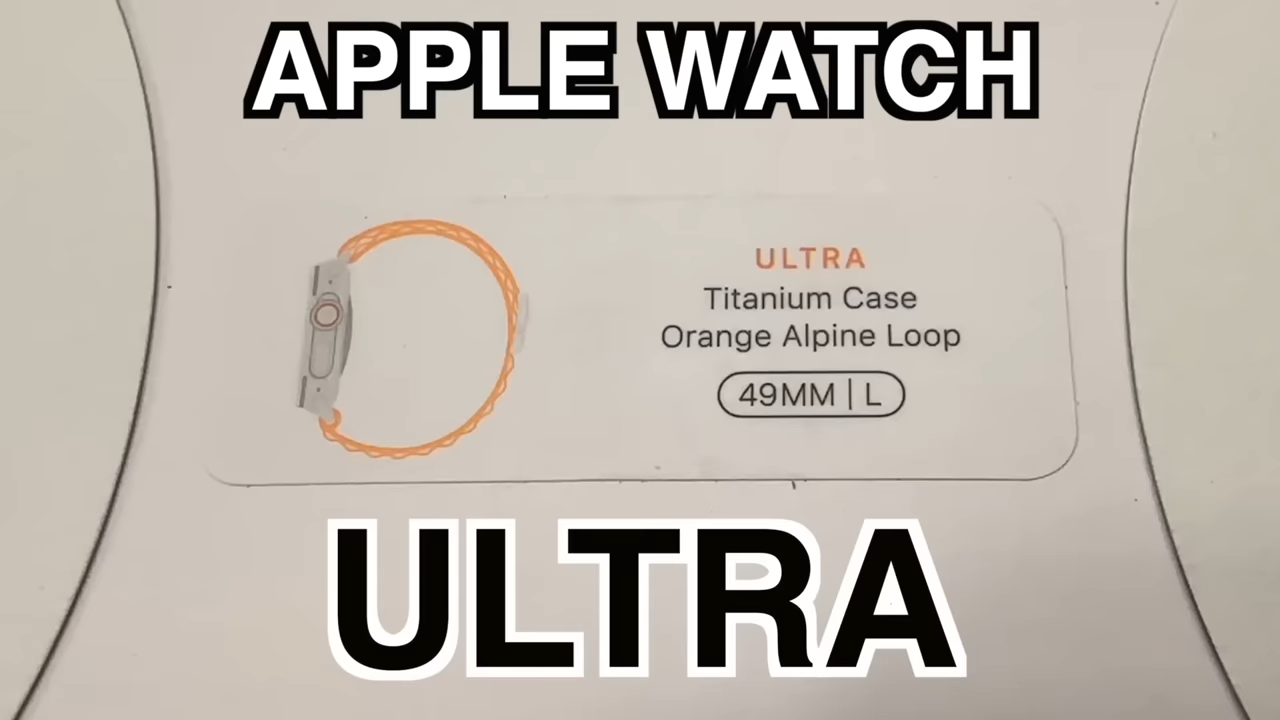 APPLE WATCH
ULTRA
Titanium Case
Orange Alpine Loop
49MM | L
ULTRA